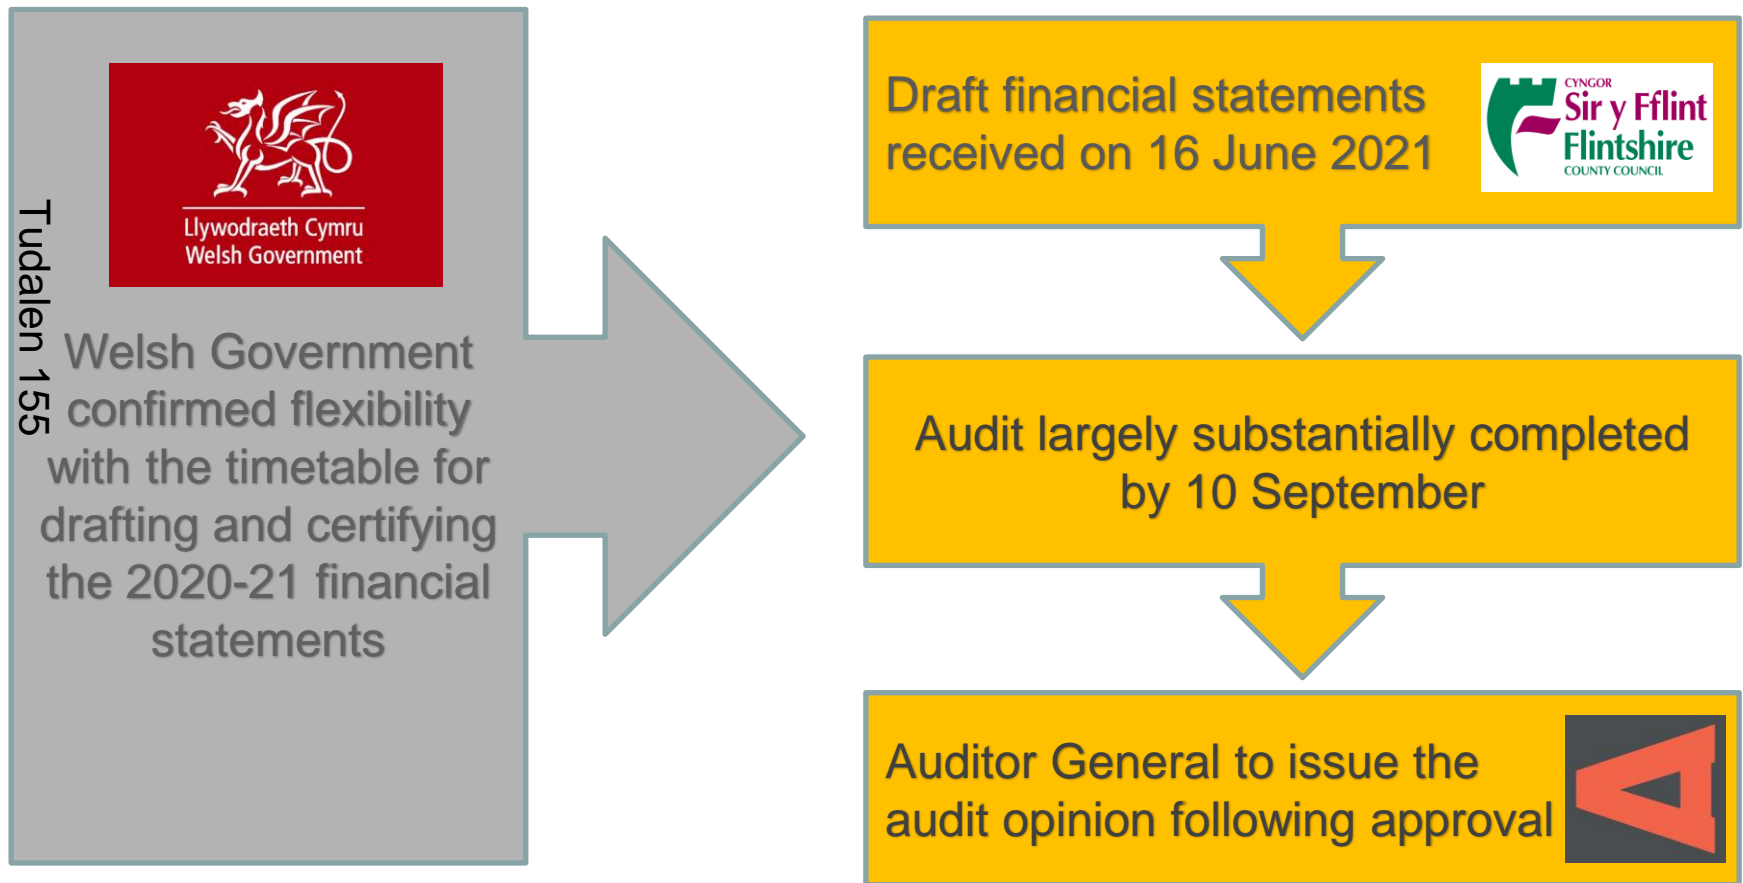 Llywodraeth Cymru
Welsh Government
Tudalen 155
Welsh Government
confirmed flexibility
with the timetable for
drafting and certifying
the 2020-21 financial
statements
Draft financial statements
received on 16 June 2021
CYNGOR
Sir y Fflint
Flintshire
COUNTY COUNCIL
Audit largely substantially completed
by 10 September
Auditor General to issue the
audit opinion following approval
A